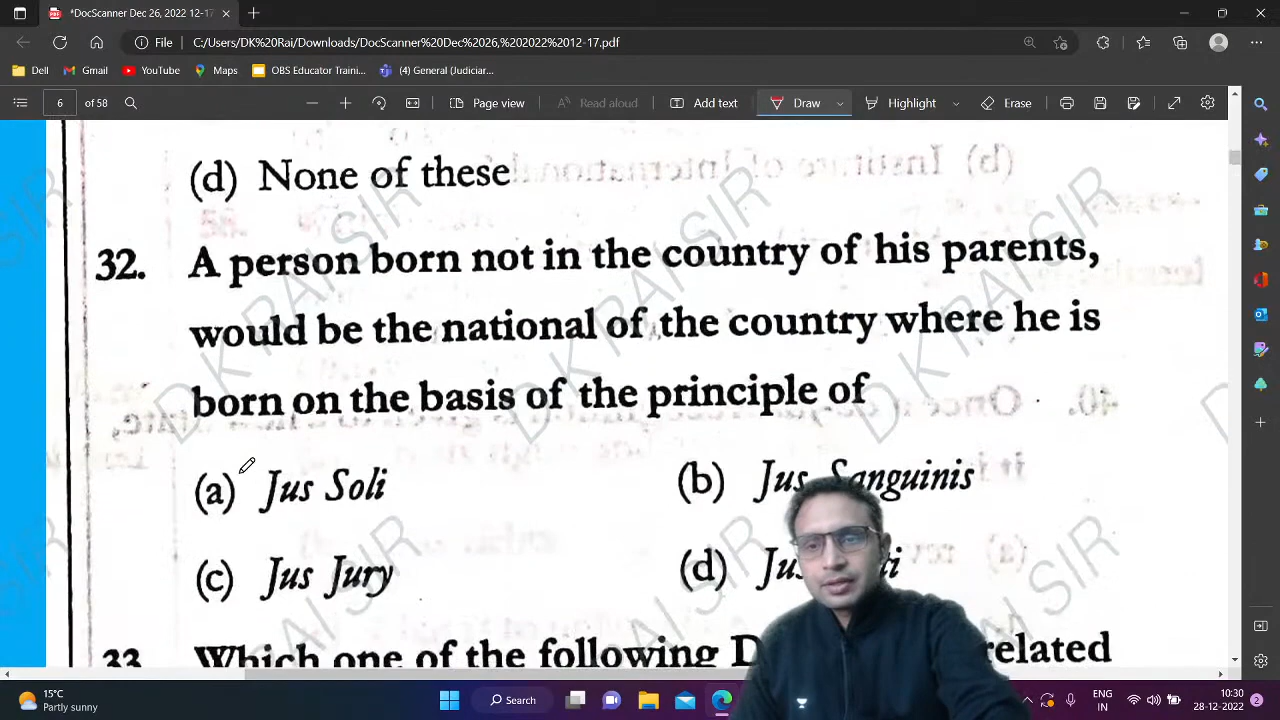 *DocScanner Dec 26, 2022 12-17
File C:/Users/DK%20Rai/Downloads/DocScanner%20Dec%2026,%202022%2012-17.pdf
Dell Gmail YouTube Maps OBS Educator Traini... (4) General (Judiciar...
6 of 58 Page view Read aloud Add text Draw Highlight Erase
(d) None of these
32. A person born not in the country of his parents,
would be the national of the country where he is
born on the basis of the principle of
(a) Jus Soli (b) Jus Sanguinis
(c) Jus Jury (d)
33 Which one of the following related
D K RAI SIR
15°C
Partly sunny
Search
ENG
IN
10:30
28-12-2022